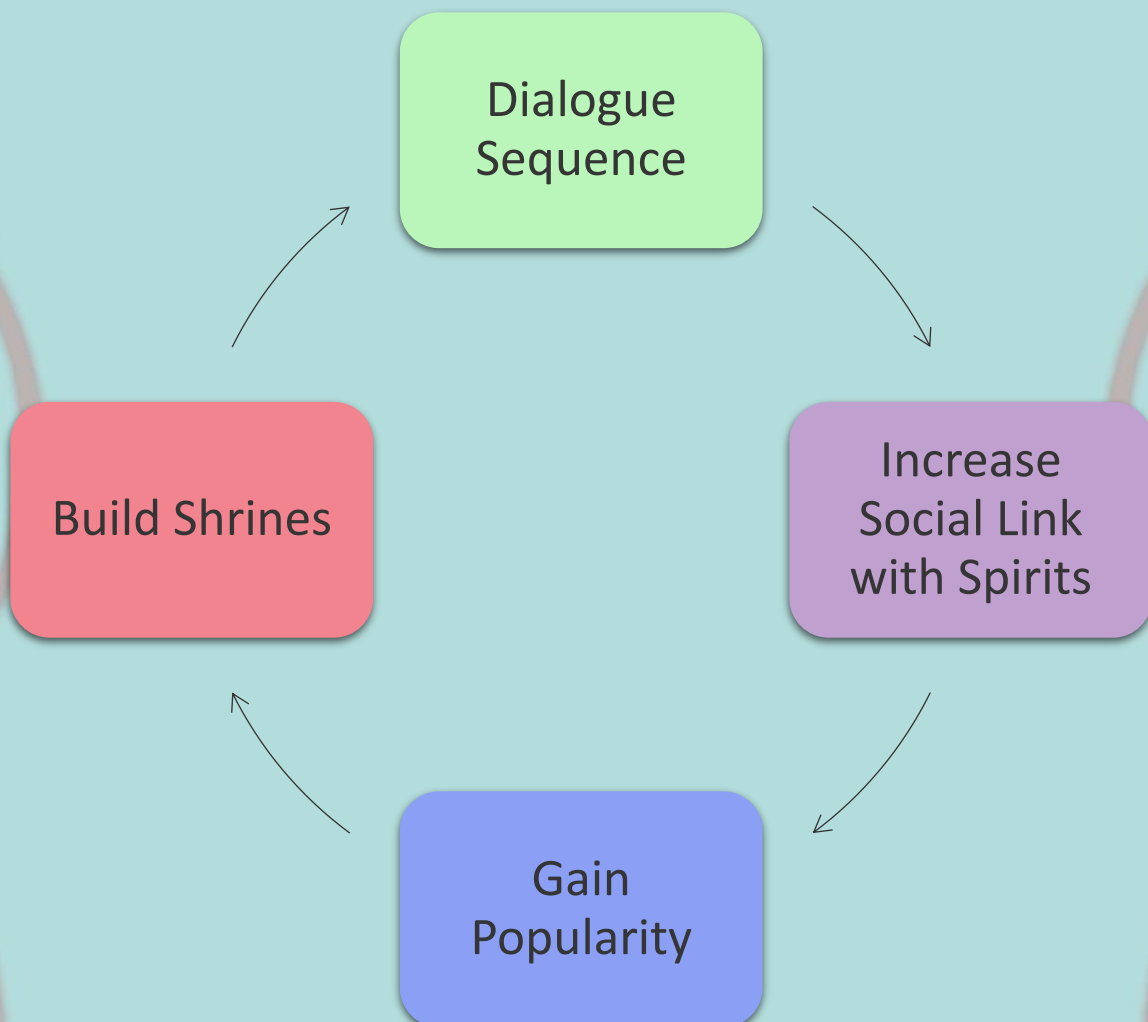 Dialogue
Sequence
Increase
Social Link
with Spirits
Gain
Popularity
Build Shrines